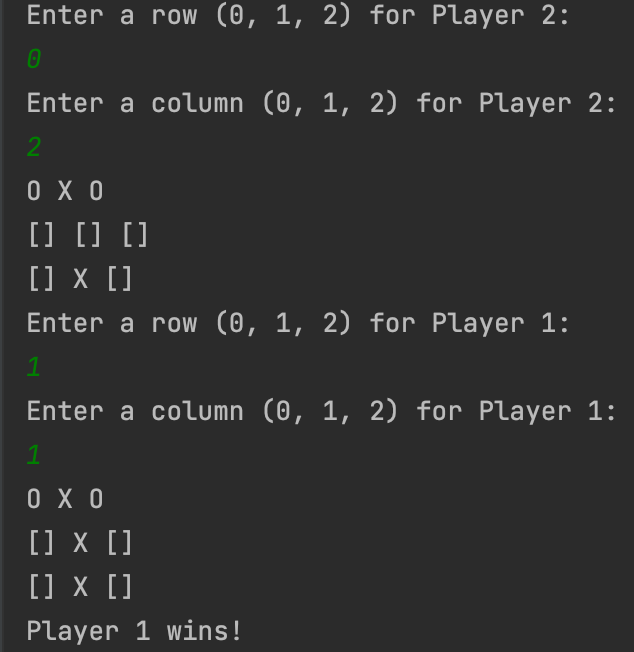 Enter a row (0, 1, 2) for Player 2:
0
Enter a column (0, 1, 2) for Player 2:
2
O X O
[] [] []
[] X []
Enter a row (0, 1, 2) for Player 1:
1
Enter a column (0, 1, 2) for Player 1:
1
O X O
[] X []
[] X []
Player 1 wins!